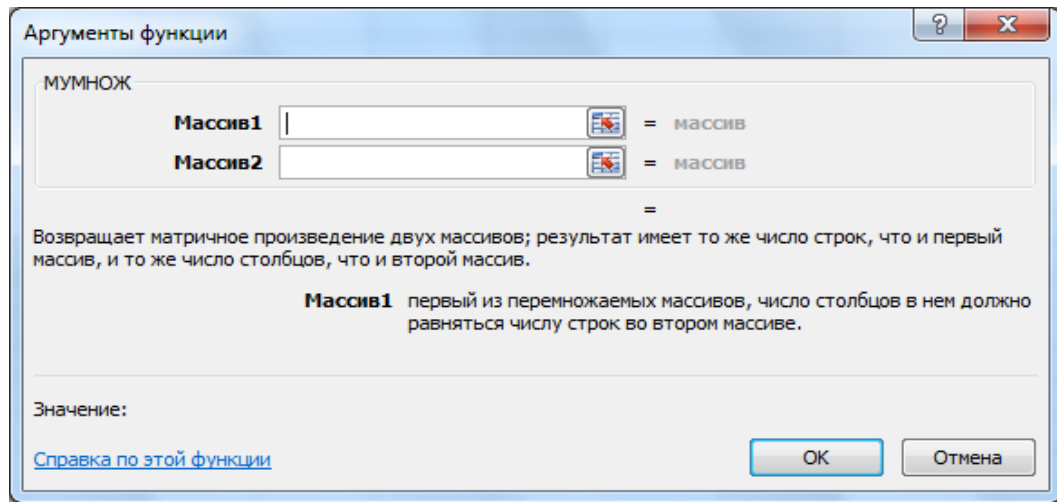 Аргументы функции
МУМНОЖ
Массив1 = массив
Массив2 = массив
=
Возвращает матричное произведение двух массивов; результат имеет то же число строк, что и первый
массив, и то же число столбцов, что и второй массив.
Массив1 первый из перемножаемых массивов, число столбцов в нем должно
равняться числу строк во втором массиве.
Значение:
Справка по этой функции
ОК
Отмена